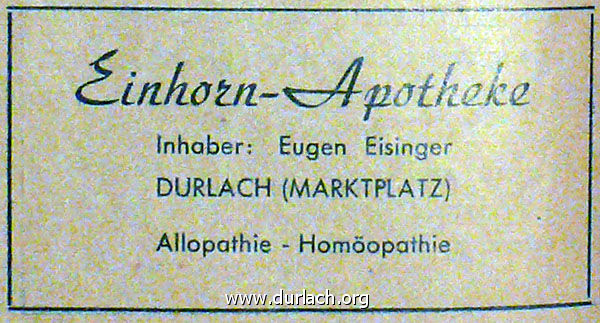 Einhorn-Apotheke
Inhaber: Eugen Eisinger
DURLACH (MARKTPLATZ)
Allopathie - Homöopathie
www.durlach.org